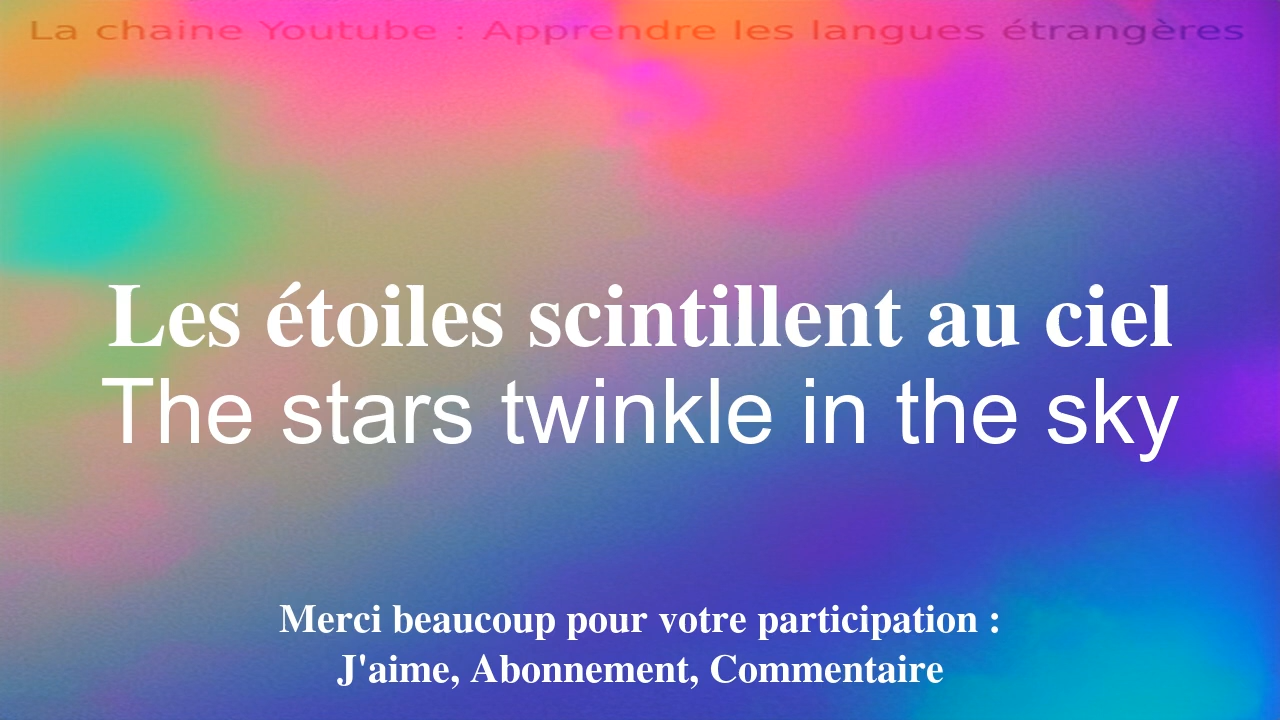 La chaine Youtube : Apprendre les langues étrangères
Les étoiles scintillent au ciel
The stars twinkle in the sky
Merci beaucoup pour votre participation :
J'aime, Abonnement, Commentaire